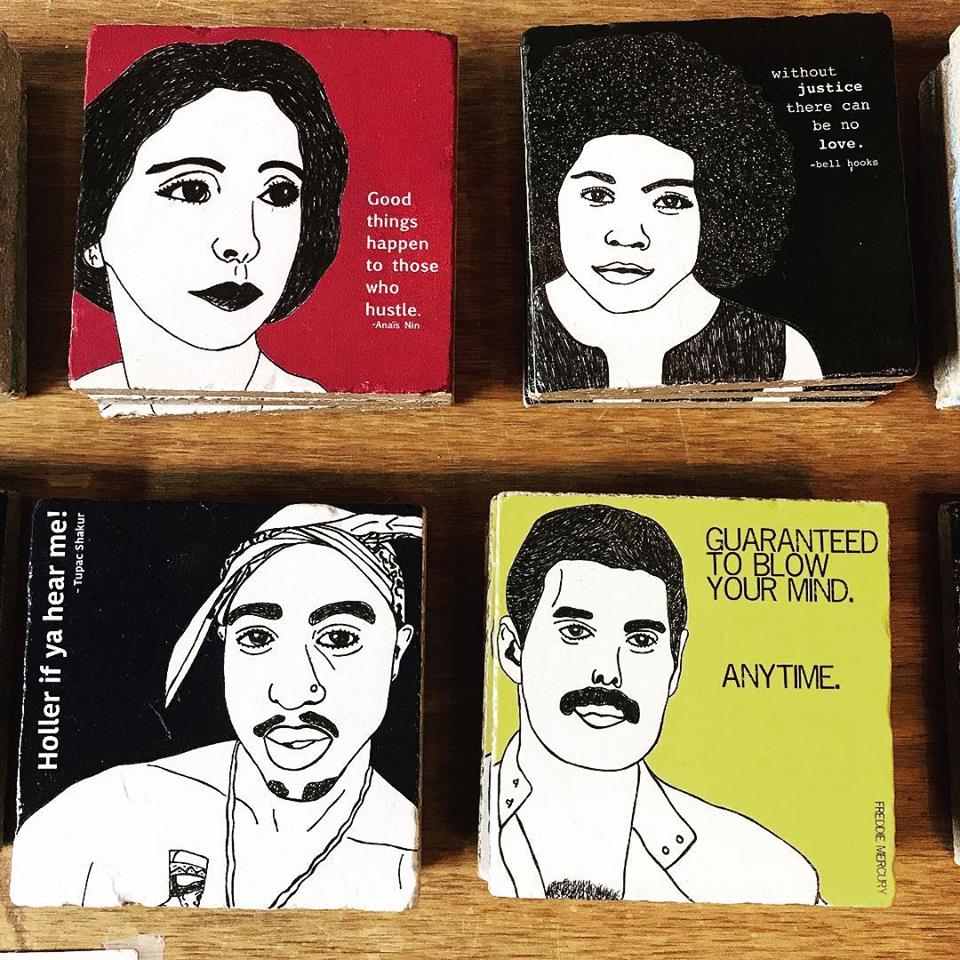 Good
things
happen
to those
who
hustle.
-Anaïs Nin
without
justice
there can
be no
love.
-bell hooks
Holler if ya hear me!
-Tupac Shakur
GUARANTEED
TO BLOW
YOUR MIND.
ANYTIME.
FREDDIE MERCURY